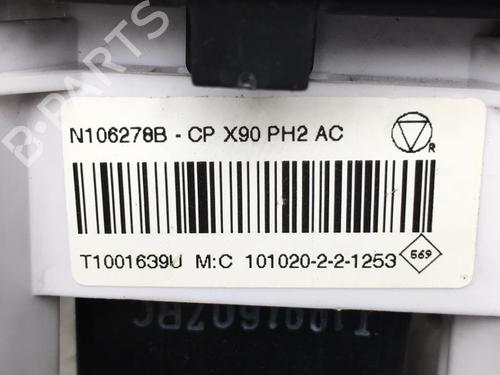 B-PARTS
N106278B - CP X90 PH2 AC
R
T1001639U M:C 101020-2-2-1253
569